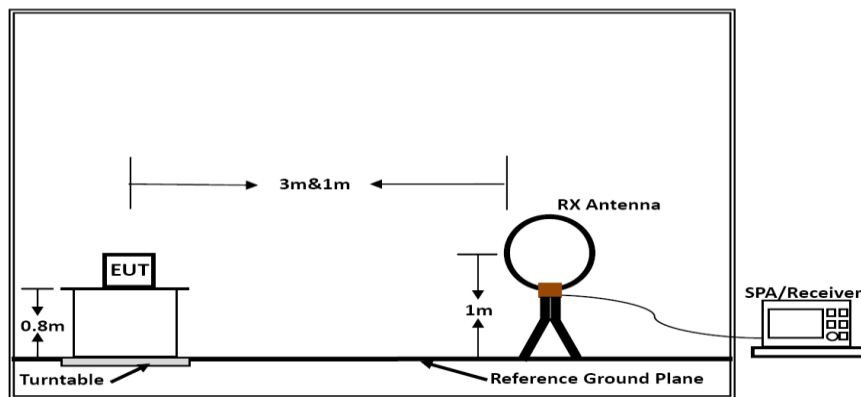 3m&1m
RX Antenna
EUT
SPA/Receiver
0.8m
1m
Turntable
Reference Ground Plane